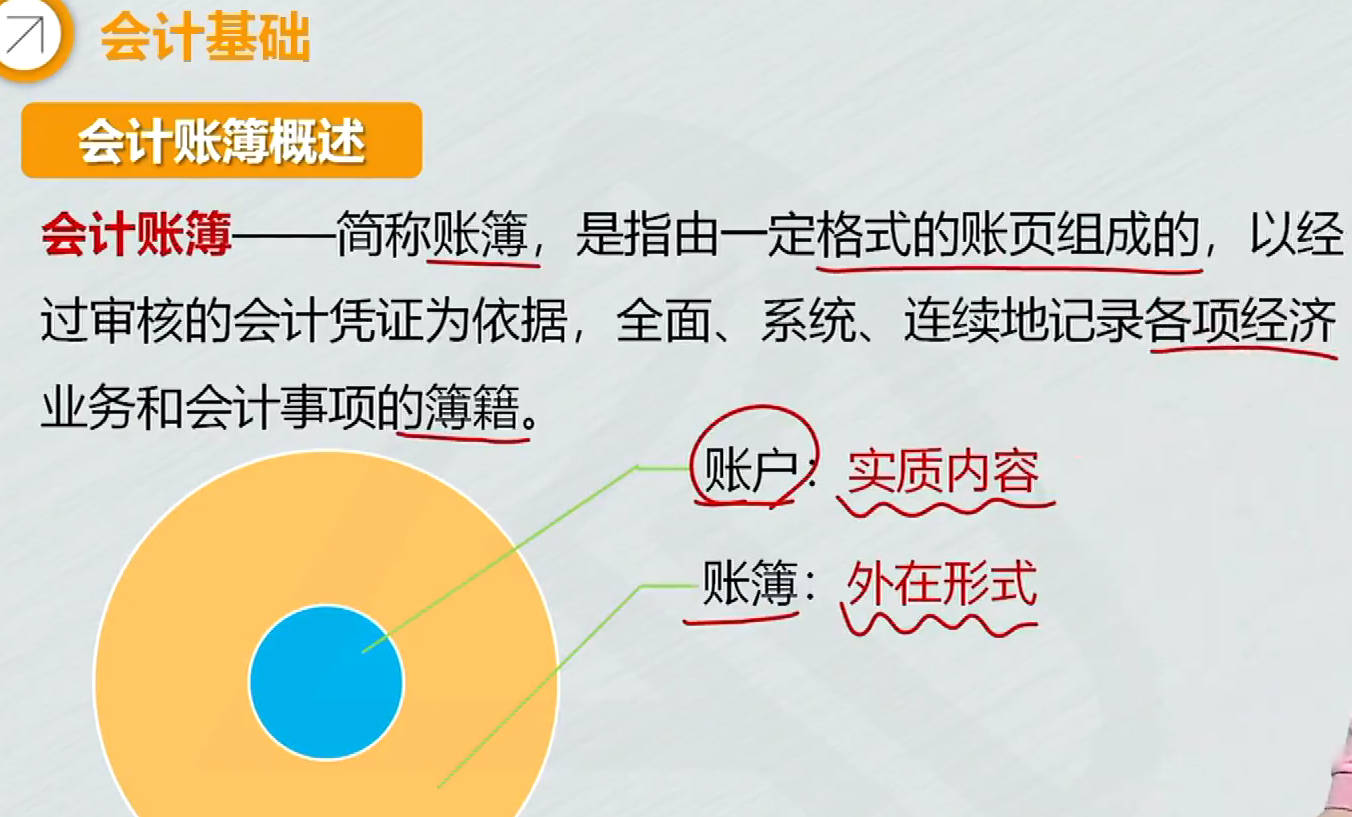 会计基础
会计账簿概述
会计账簿——简称账簿，是指由一定格式的账页组成的，以经
过审核的会计凭证为依据，全面、系统、连续地记录各项经济
业务和会计事项的簿籍。
账户：实质内容
账簿：外在形式